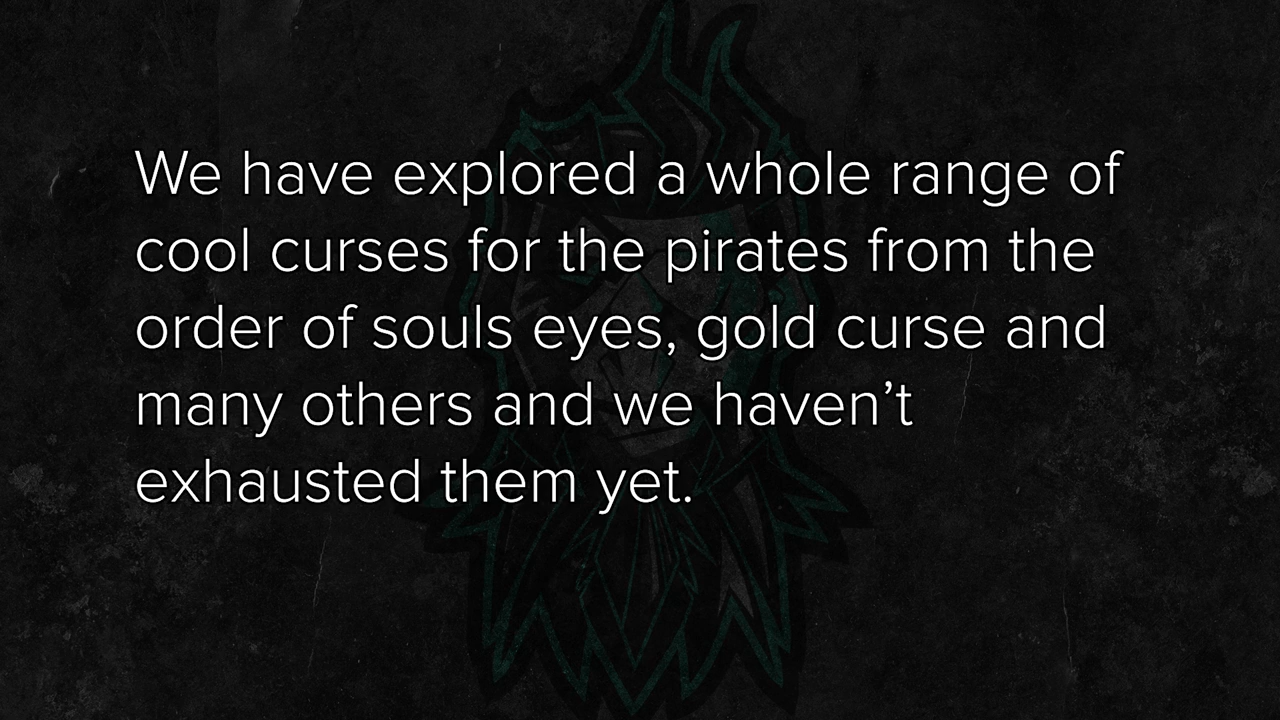 We have explored a whole range of
cool curses for the pirates from the
order of souls eyes, gold curse and
many others and we haven’t
exhausted them yet.